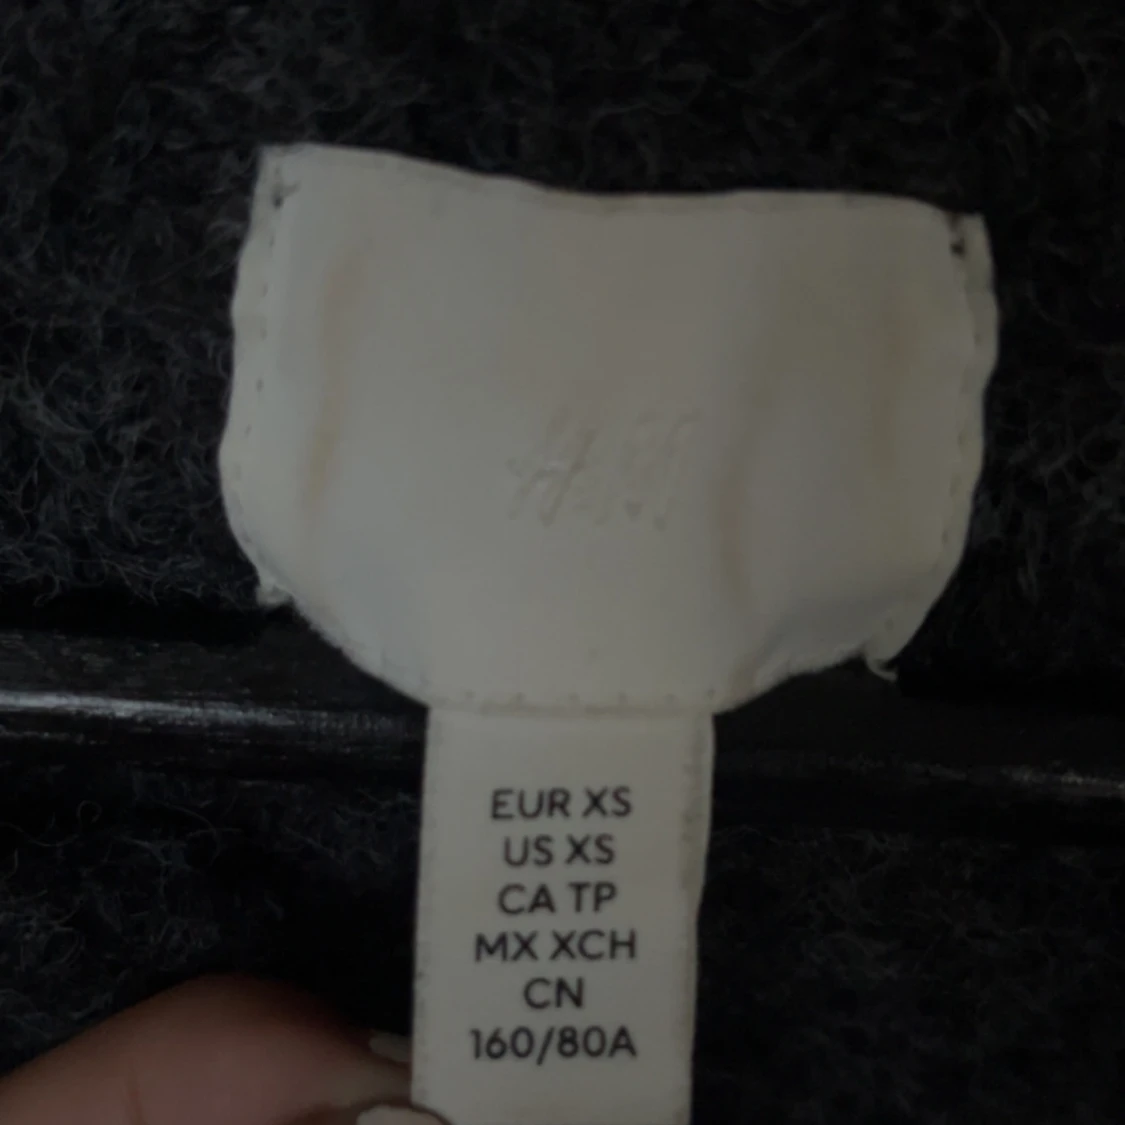 H&M
EUR XS
US XS
CA TP
MX XCH
CN
160/80A